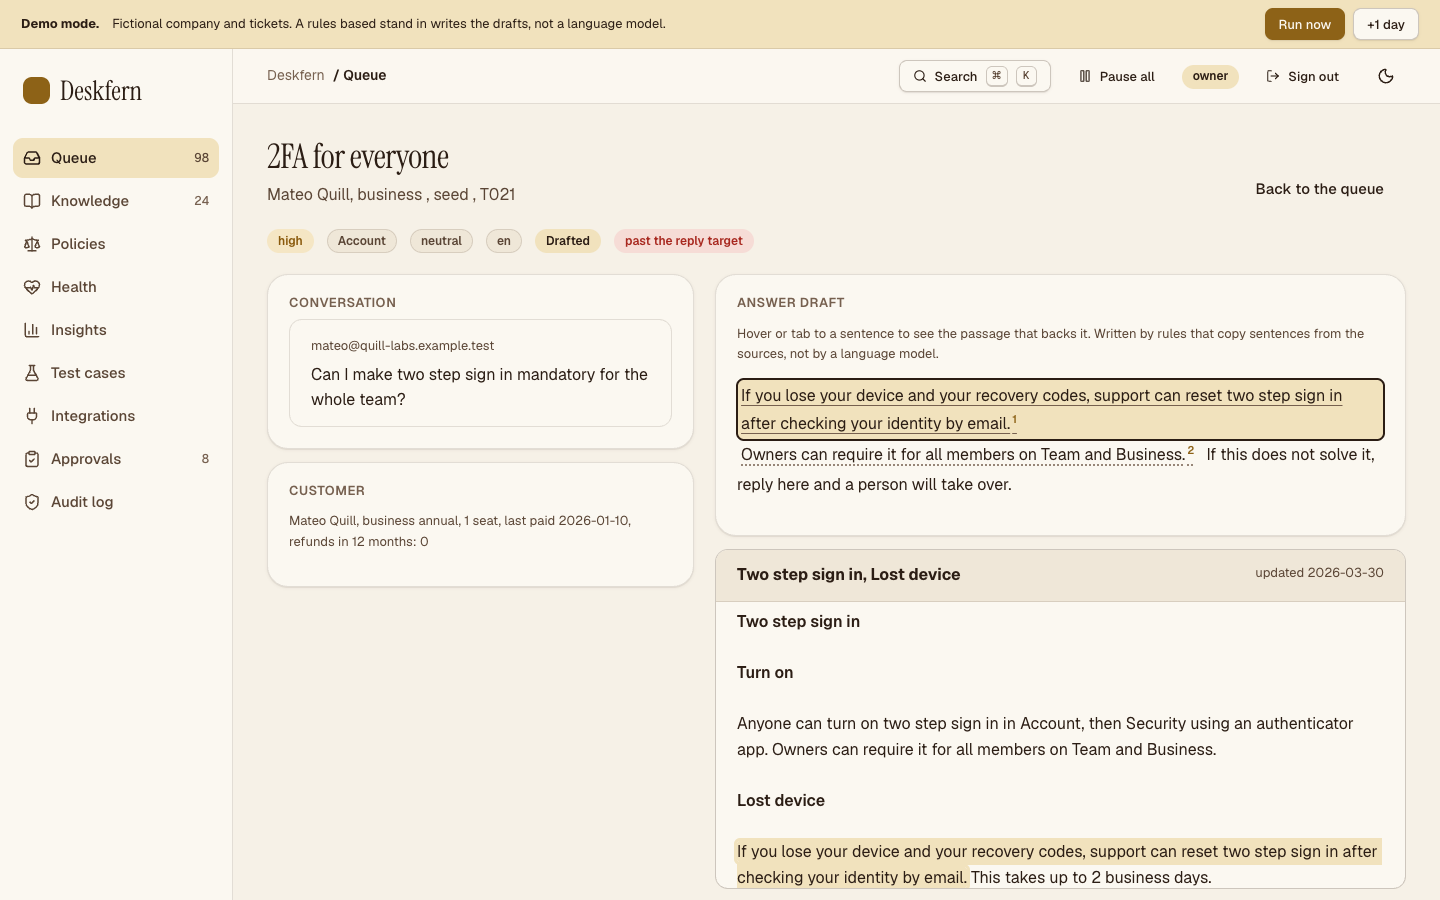 Demo mode. Fictional company and tickets. A rules based stand in writes the drafts, not a language model.
Run now
+1 day
Deskfern
Deskfern / Queue
Search ⌘ K
Pause all
owner
Sign out
Queue 98
Knowledge 24
Policies
Health
Insights
Test cases
Integrations
Approvals 8
Audit log
2FA for everyone
Mateo Quill, business , seed , T021
Back to the queue
high
Account
neutral
en
Drafted
past the reply target
CONVERSATION
mateo@quill-labs.example.test
Can I make two step sign in mandatory for the
whole team?
CUSTOMER
Mateo Quill, business annual, 1 seat, last paid 2026-01-10,
refunds in 12 months: 0
ANSWER DRAFT
Hover or tab to a sentence to see the passage that backs it. Written by rules that copy sentences from the
sources, not by a language model.
If you lose your device and your recovery codes, support can reset two step sign in
after checking your identity by email. 1
Owners can require it for all members on Team and Business. 2 If this does not solve it,
reply here and a person will take over.
Two step sign in, Lost device
updated 2026-03-30
Two step sign in
Turn on
Anyone can turn on two step sign in in Account, then Security using an authenticator
app. Owners can require it for all members on Team and Business.
Lost device
If you lose your device and your recovery codes, support can reset two step sign in after
checking your identity by email. This takes up to 2 business days.